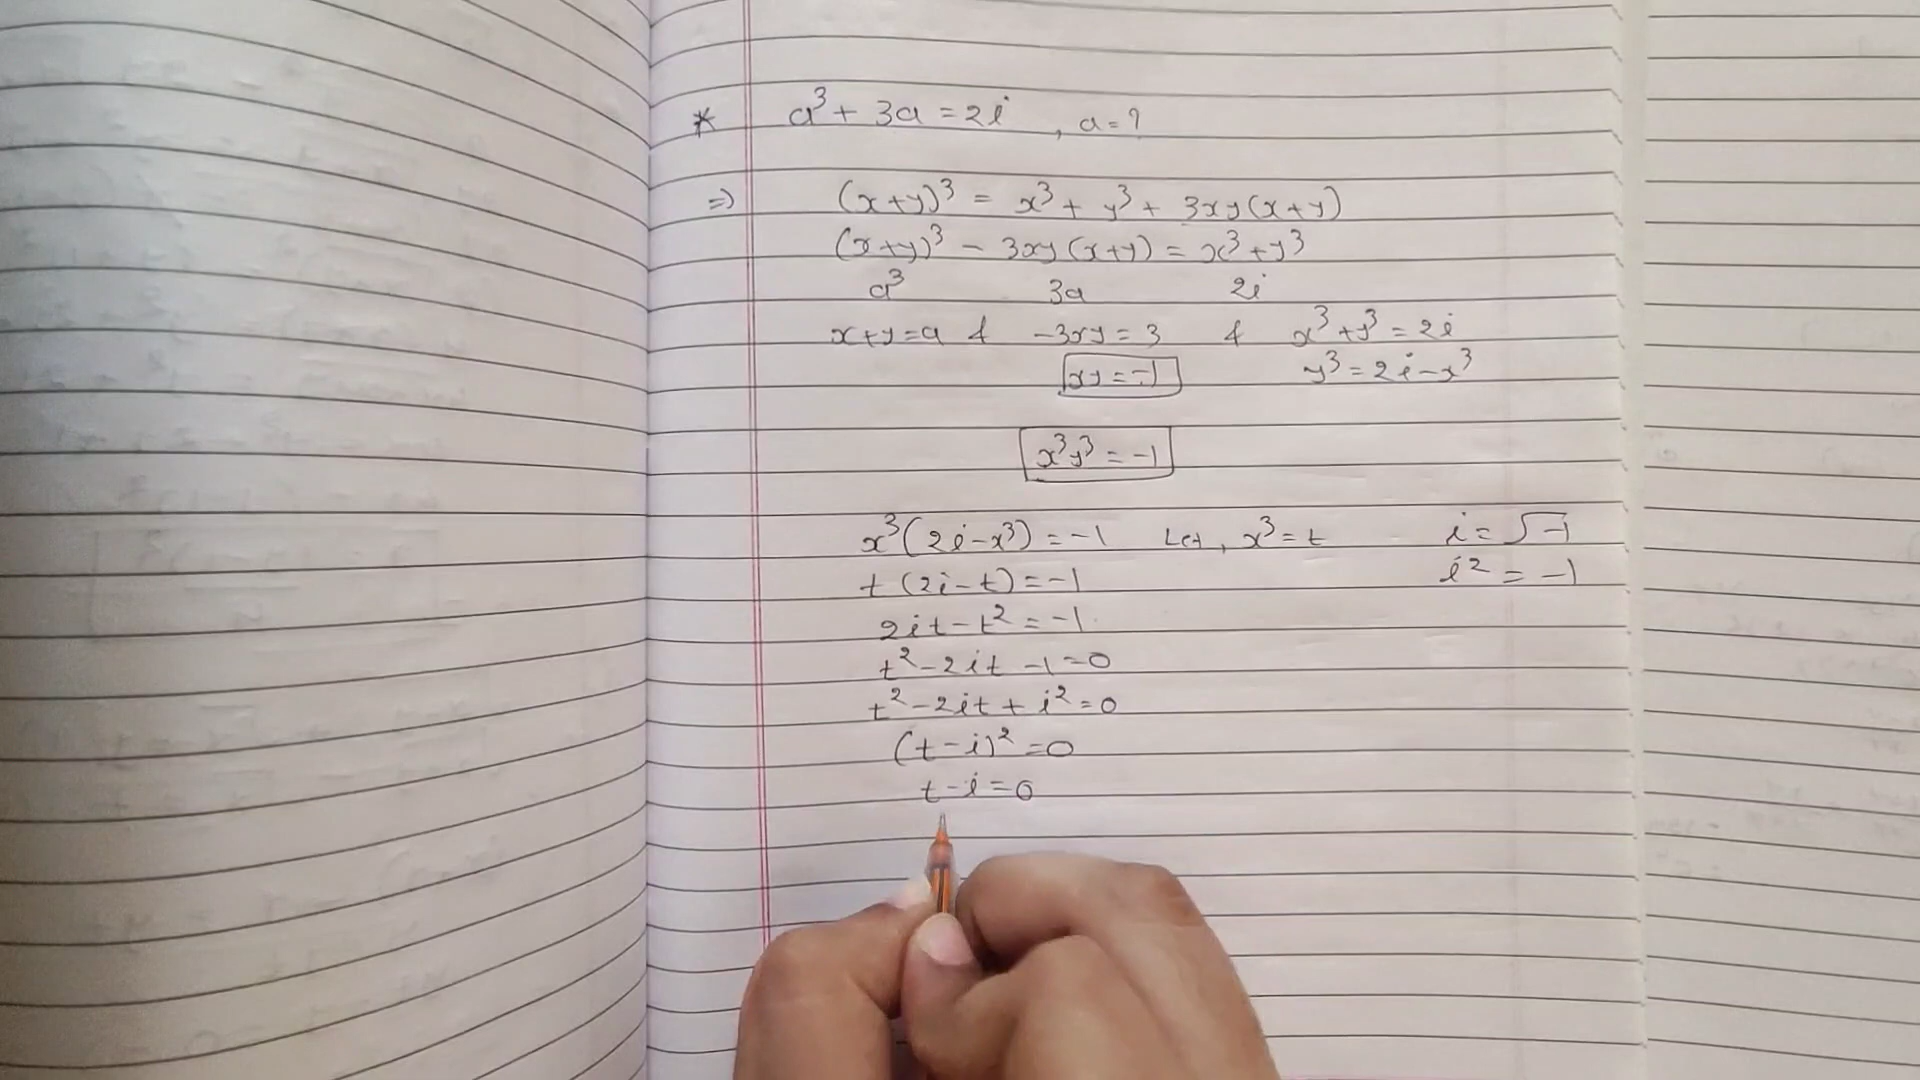 * a³ + 3a = 2i , a = ?
=> (x+y)³ = x³ + y³ + 3xy(x+y)
(x+y)³ - 3xy(x+y) = x³+y³
a³ 3a 2i
x+y=a & -3xy = 3 & x³+y³ = 2i
xy = -1 y³ = 2i-x³
x³y³ = -1
x³(2i-x³) = -1 Let, x³ = t i = √-1
t(2i-t) = -1 i² = -1
2it - t² = -1
t² - 2it - 1 = 0
t² - 2it + i² = 0
(t-i)² = 0
t-i = 0